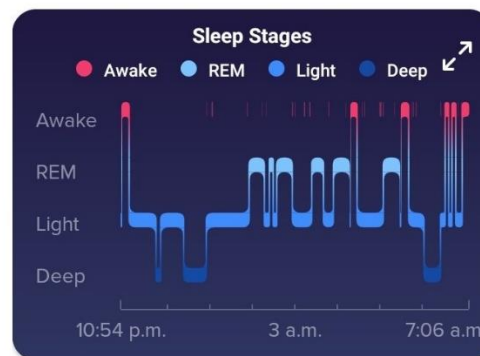 Sleep Stages
Awake REM Light Deep
Awake
REM
Light
Deep
10:54 p.m. 3 a.m. 7:06 a.m